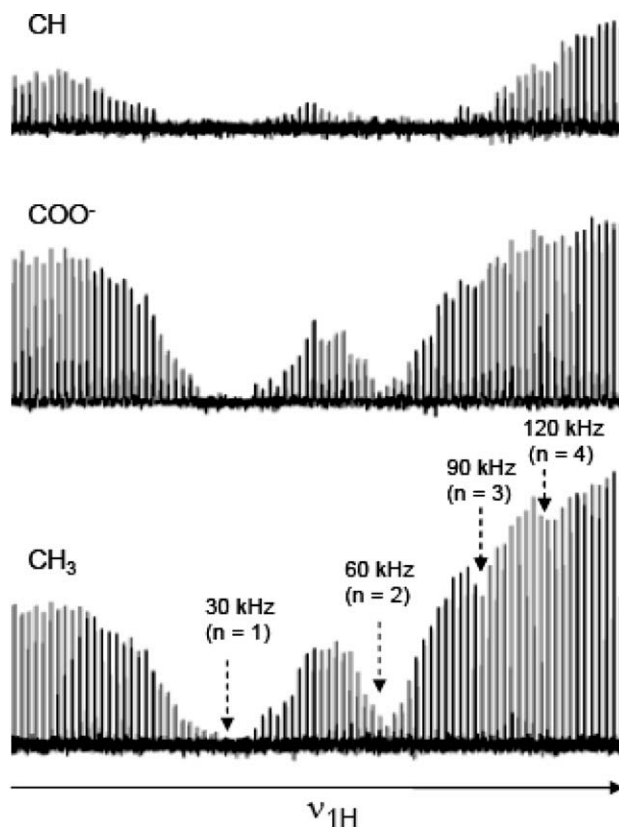 CH
COO⁻
120 kHz
(n = 4)
90 kHz
(n = 3)
CH₃
60 kHz
(n = 2)
30 kHz
(n = 1)
ν₁H